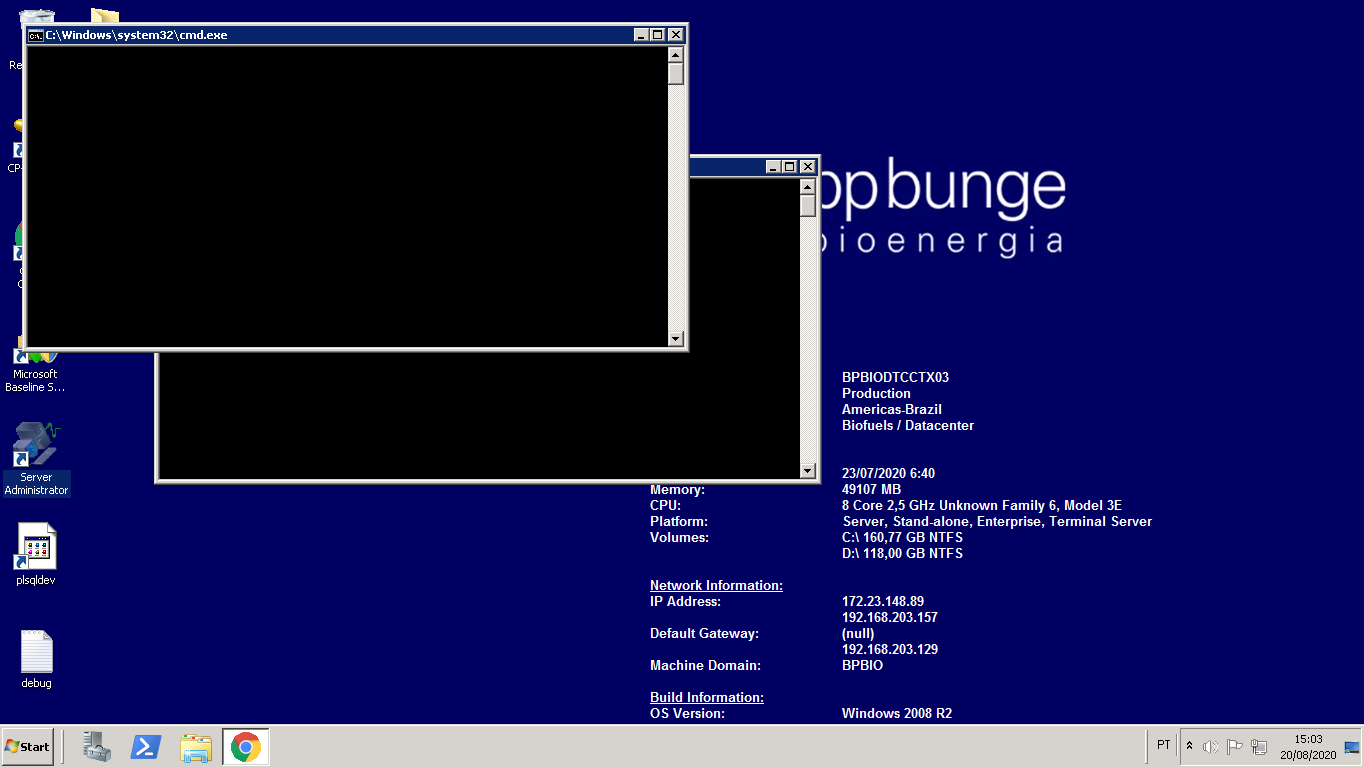 C:\Windows\system32\cmd.exe
bunge
Microsoft
Baseline S...
Server
Administrator
plsqldev
debug
BPBIODTCCTX03
Production
Americas-Brazil
Biofuels / Datacenter
23/07/2020 6:40
Memory: 49107 MB
CPU: 8 Core 2,5 GHz Unknown Family 6, Model 3E
Platform: Server, Stand-alone, Enterprise, Terminal Server
Volumes: C:\ 160,77 GB NTFS
D:\ 118,00 GB NTFS
Network Information:
IP Address: 172.23.148.89
192.168.203.157
Default Gateway: (null)
192.168.203.129
Machine Domain: BPBIO
Build Information:
OS Version: Windows 2008 R2
Start
PT
15:03
20/08/2020